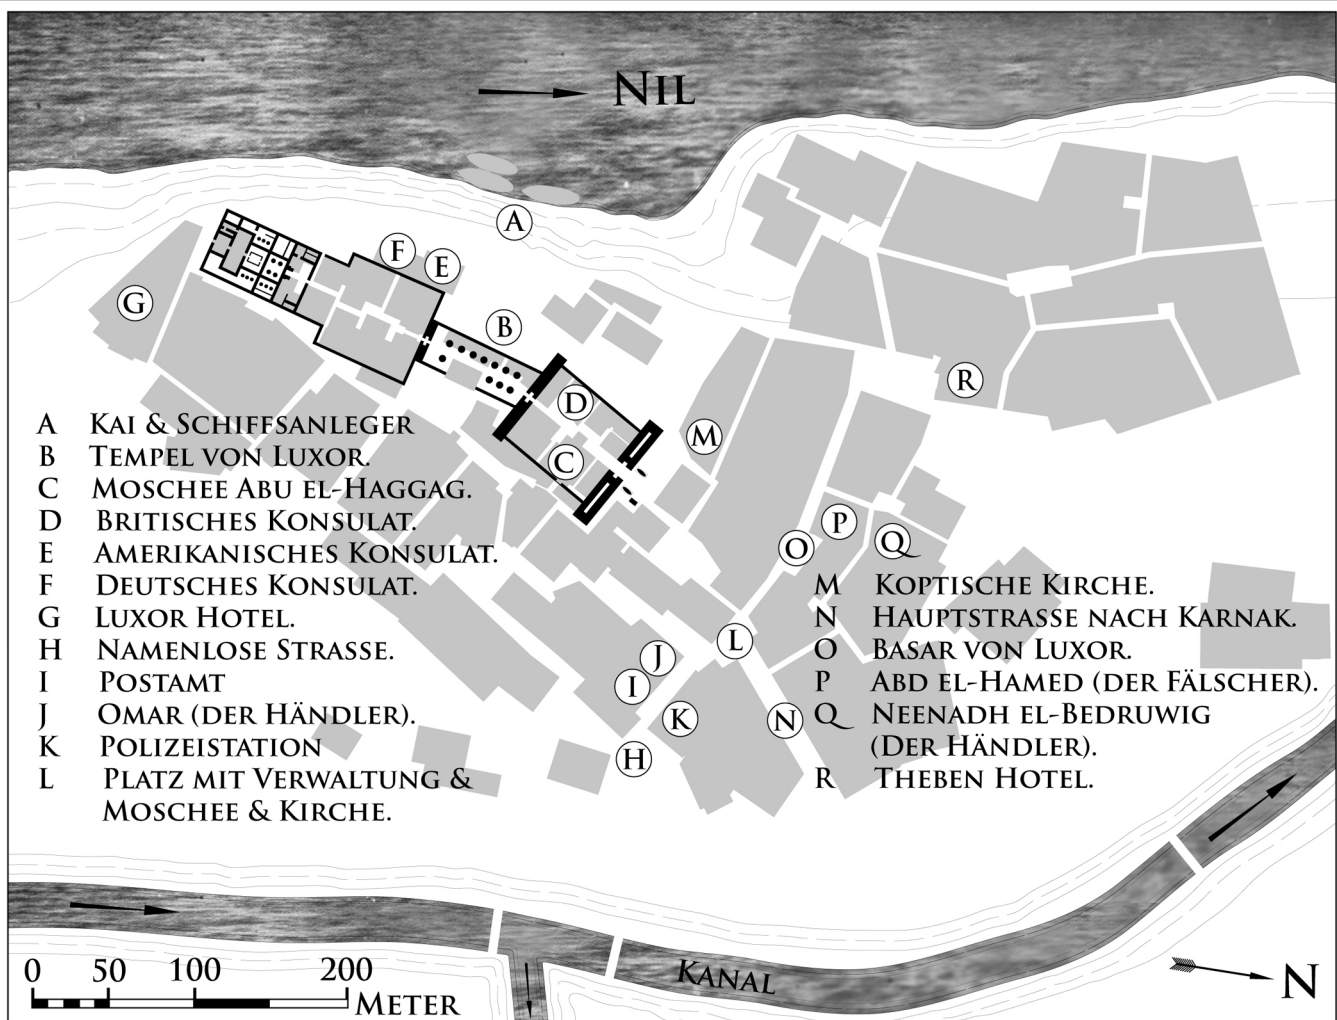 Nil
A
F
E
G
B
R
D
M
C
A Kai & Schiffsanleger
B Tempel von Luxor.
C Moschee Abu el-Haggag.
D Britisches Konsulat.
E Amerikanisches Konsulat.
F Deutsches Konsulat.
G Luxor Hotel.
H Namenlose Strasse.
I Postamt
J Omar (der Händler).
K Polizeistation
L Platz mit Verwaltung &
Moschee & Kirche.
P
O
Q
L
J
I
K
N
H
M Koptische Kirche.
N Hauptstrasse nach Karnak.
O Basar von Luxor.
P Abd el-Hamed (der Fälscher).
Q Neenadh el-Bedruwig
(Der Händler).
R Theben Hotel.
Kanal
0 50 100 200
Meter
N